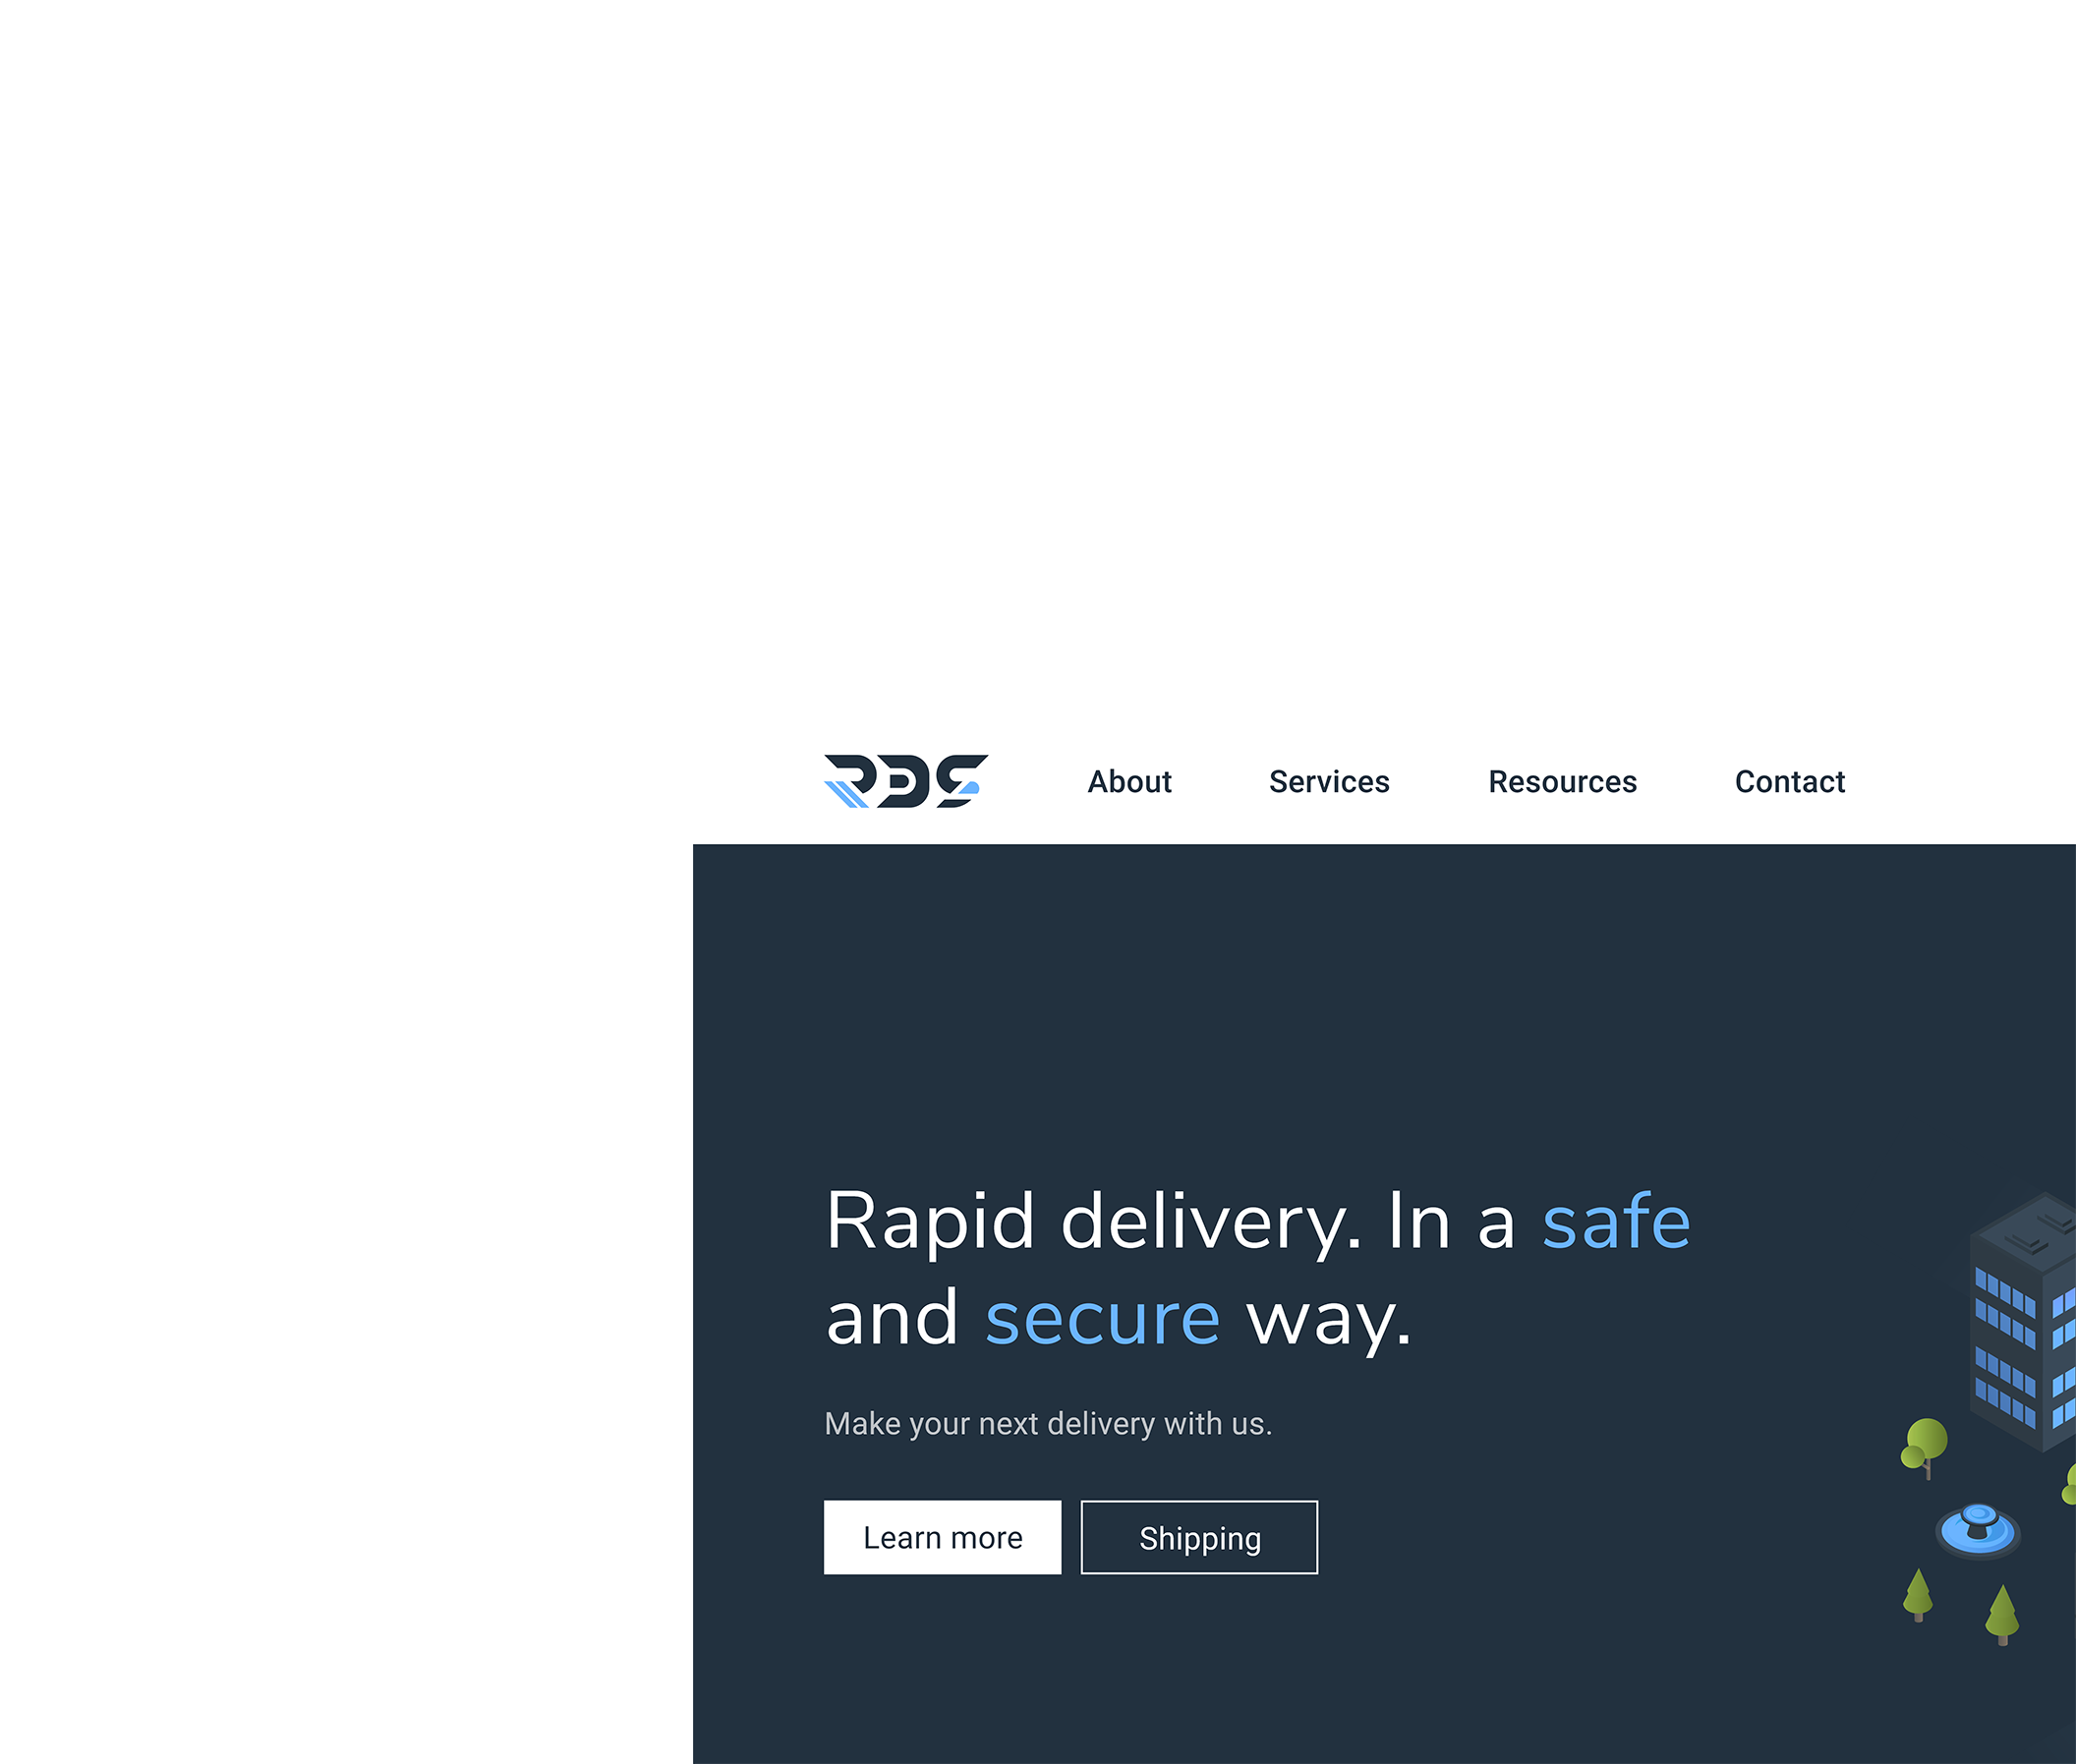 RDS
About Services Resources Contact
Rapid delivery. In a safe
and secure way.
Make your next delivery with us.
Learn more Shipping